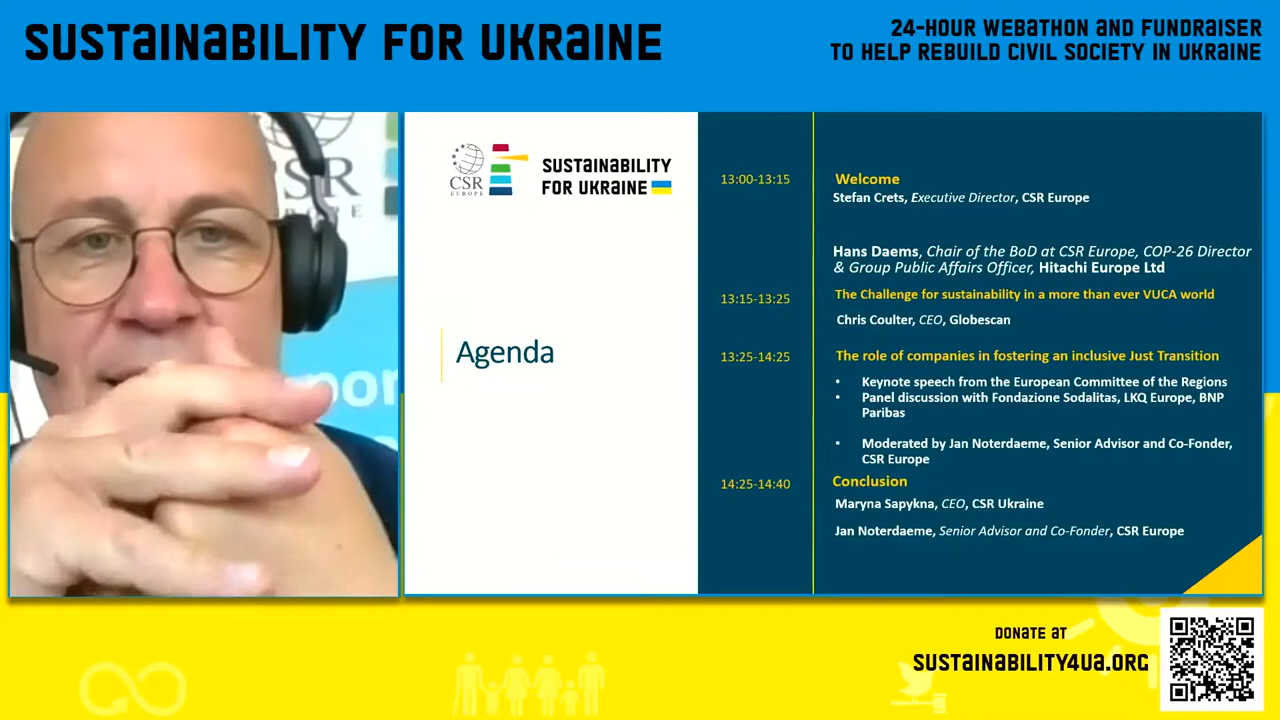 SUSTAINABILITY FOR UKRAINE
24-HOUR WEBATHON AND FUNDRAISER
TO HELP REBUILD CIVIL SOCIETY IN UKRAINE
CSR
EUROPE
SUSTAINABILITY
FOR UKRAINE
Agenda
13:00-13:15
Welcome
Stefan Crets, Executive Director, CSR Europe
Hans Daems, Chair of the BoD at CSR Europe, COP-26 Director
& Group Public Affairs Officer, Hitachi Europe Ltd
13:15-13:25
The Challenge for sustainability in a more than ever VUCA world
Chris Coulter, CEO, Globescan
13:25-14:25
The role of companies in fostering an inclusive Just Transition
• Keynote speech from the European Committee of the Regions
• Panel discussion with Fondazione Sodalitas, LKQ Europe, BNP
Paribas
• Moderated by Jan Noterdaeme, Senior Advisor and Co-Fonder,
CSR Europe
14:25-14:40
Conclusion
Maryna Sapykna, CEO, CSR Ukraine
Jan Noterdaeme, Senior Advisor and Co-Fonder, CSR Europe
DONATE AT
SUSTAINABILITY4UA.ORG